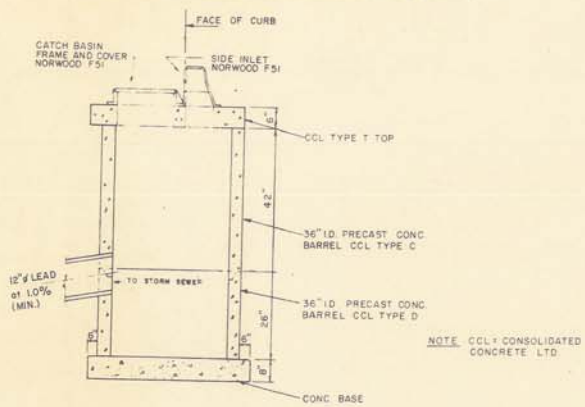 FACE OF CURB
CATCH BASIN
FRAME AND COVER
NORWOOD F51
SIDE INLET
NORWOOD F51
6"
CCL TYPE T TOP
42"
36" I.D. PRECAST CONC.
BARREL CCL TYPE C
12" ø LEAD
at 1.0%
(MIN.)
TO STORM SEWER
36" I.D. PRECAST CONC.
BARREL CCL TYPE D
26"
8"
NOTE CCL = CONSOLIDATED
CONCRETE LTD.
CONC BASE